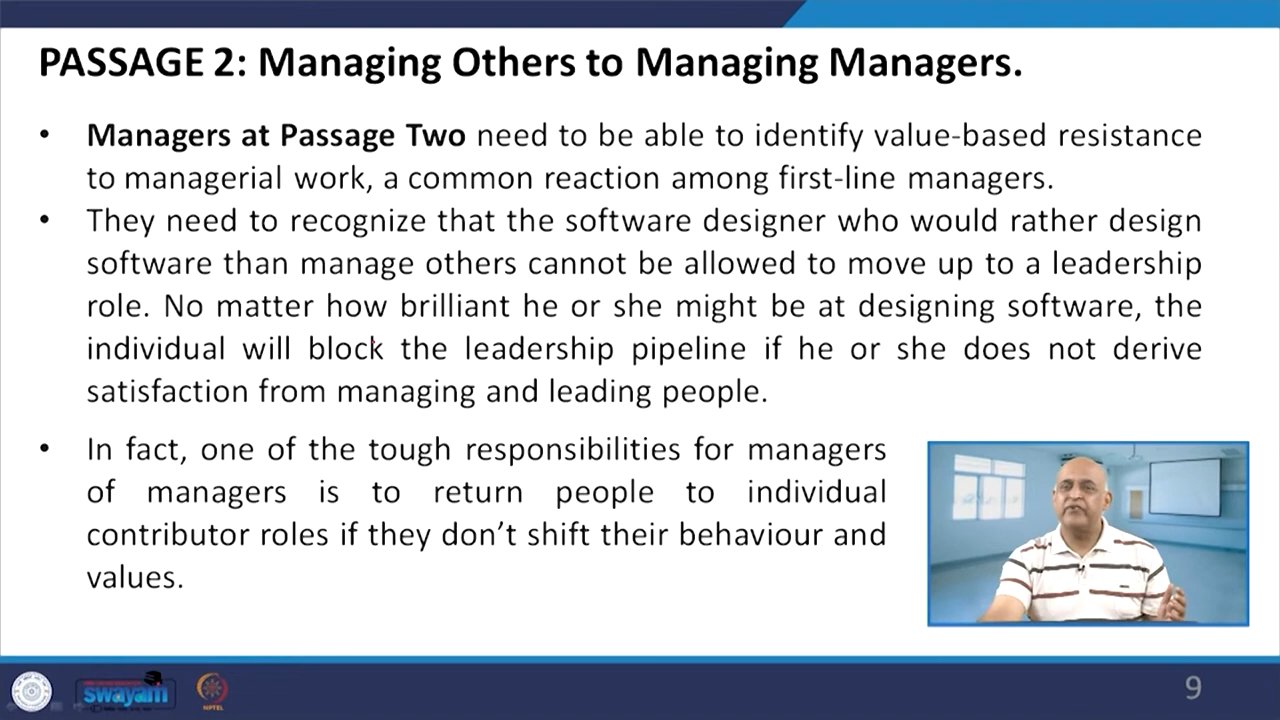 PASSAGE 2: Managing Others to Managing Managers.
• Managers at Passage Two need to be able to identify value-based resistance
to managerial work, a common reaction among first-line managers.
• They need to recognize that the software designer who would rather design
software than manage others cannot be allowed to move up to a leadership
role. No matter how brilliant he or she might be at designing software, the
individual will block the leadership pipeline if he or she does not derive
satisfaction from managing and leading people.
• In fact, one of the tough responsibilities for managers
of managers is to return people to individual
contributor roles if they don't shift their behaviour and
values.
swayam
NPTEL
9